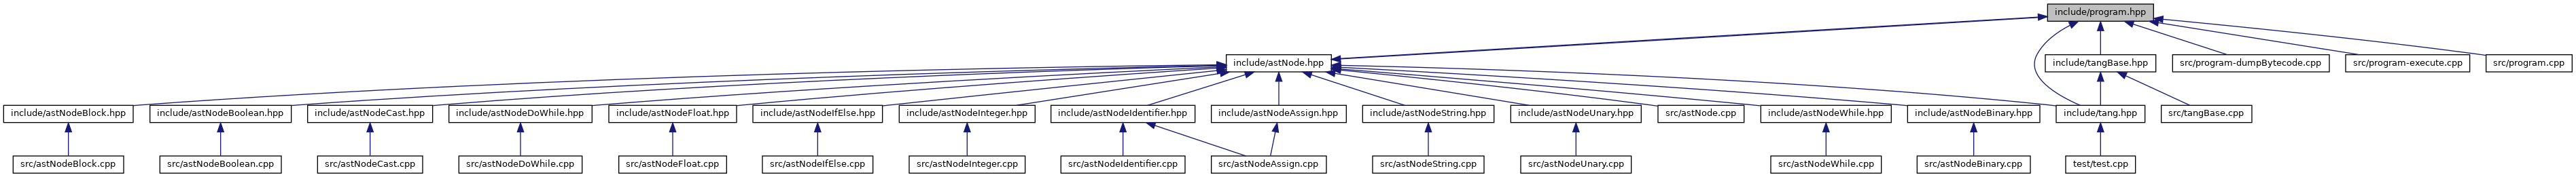 include/program.hpp
include/astNode.hpp
include/tangBase.hpp
src/program-dumpBytecode.cpp
src/program-execute.cpp
src/program.cpp
include/astNodeBlock.hpp
include/astNodeBoolean.hpp
include/astNodeCast.hpp
include/astNodeDoWhile.hpp
include/astNodeFloat.hpp
include/astNodeIfElse.hpp
include/astNodeInteger.hpp
include/astNodeIdentifier.hpp
include/astNodeAssign.hpp
include/astNodeString.hpp
include/astNodeUnary.hpp
src/astNode.cpp
include/astNodeWhile.hpp
include/astNodeBinary.hpp
include/tang.hpp
src/tangBase.cpp
src/astNodeBlock.cpp
src/astNodeBoolean.cpp
src/astNodeCast.cpp
src/astNodeDoWhile.cpp
src/astNodeFloat.cpp
src/astNodeIfElse.cpp
src/astNodeInteger.cpp
src/astNodeIdentifier.cpp
src/astNodeAssign.cpp
src/astNodeString.cpp
src/astNodeUnary.cpp
src/astNodeWhile.cpp
src/astNodeBinary.cpp
test/test.cpp